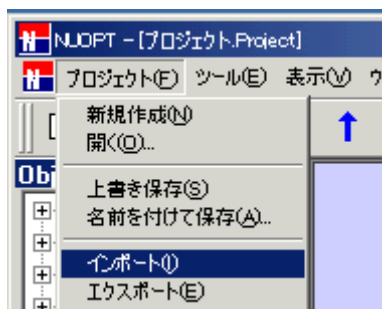 NUOPT - [プロジェクト.Project]
プロジェクト(F) ツール(E) 表示(V)
新規作成(N)
開く(O)...
Ob
上書き保存(S)
名前を付けて保存(A)...
インポート(I)
エクスポート(E)